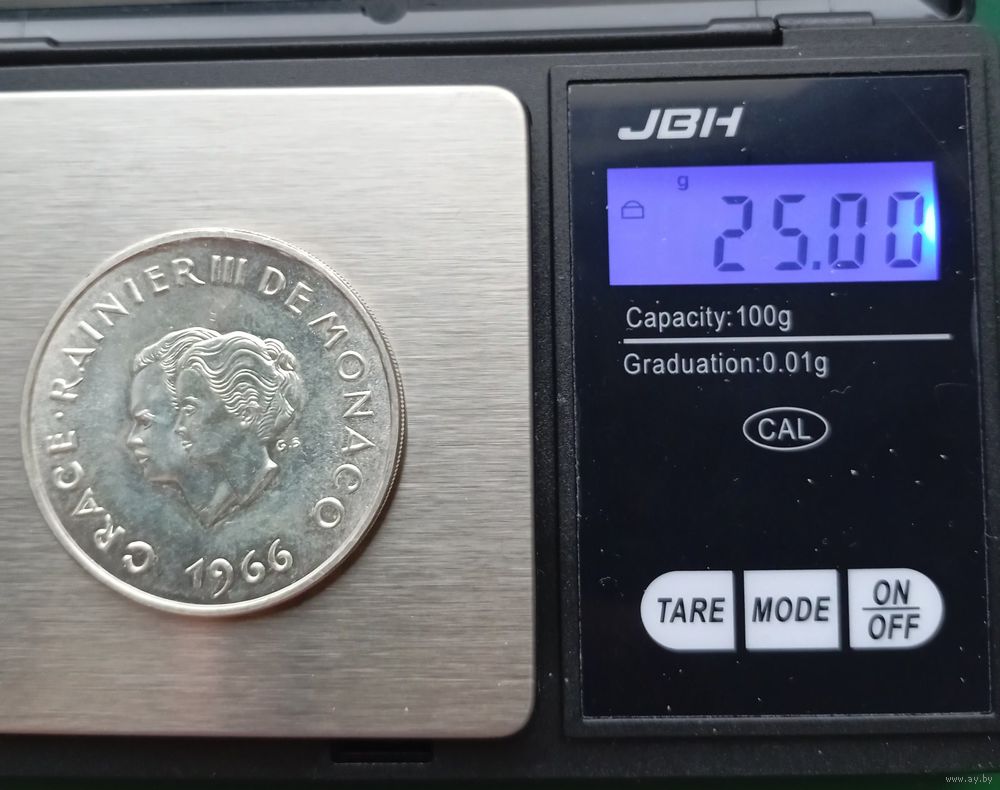 GRACE · RAINIER III DE MONACO
G.S
1966
JBH
g
25.00
Capacity:100g
Graduation:0.01g
CAL
TARE
MODE
ON
OFF
www.ay.by